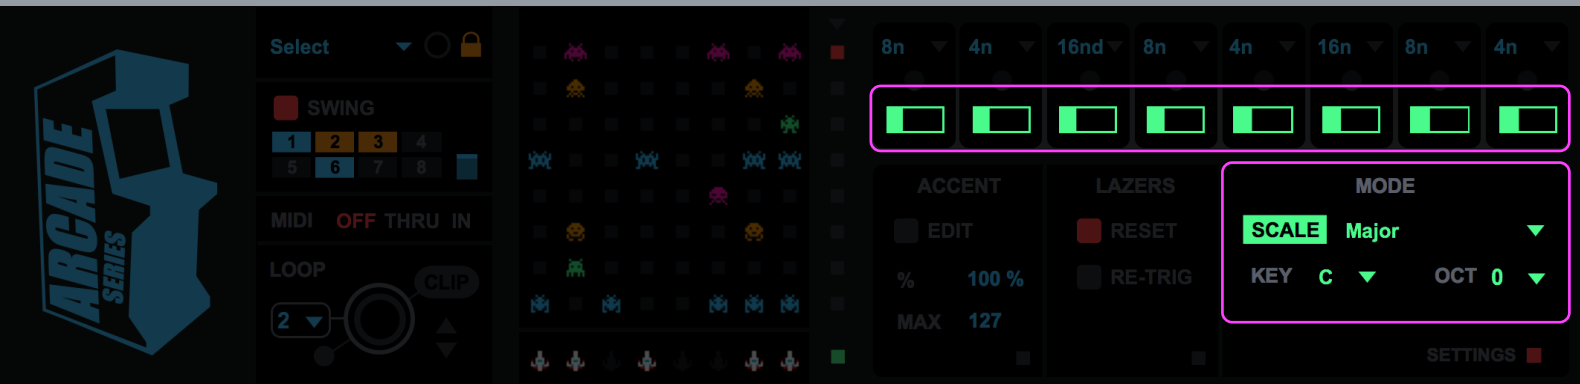 ARCADE
SERIES
Select
SWING
1 2 3 4
5 6 7 8
MIDI OFF THRU IN
LOOP
CLIP
2
8n 4n 16nd 8n 4n 16n 8n 4n
ACCENT
EDIT
% 100 %
MAX 127
LAZERS
RESET
RE-TRIG
MODE
SCALE Major
KEY C OCT 0
SETTINGS